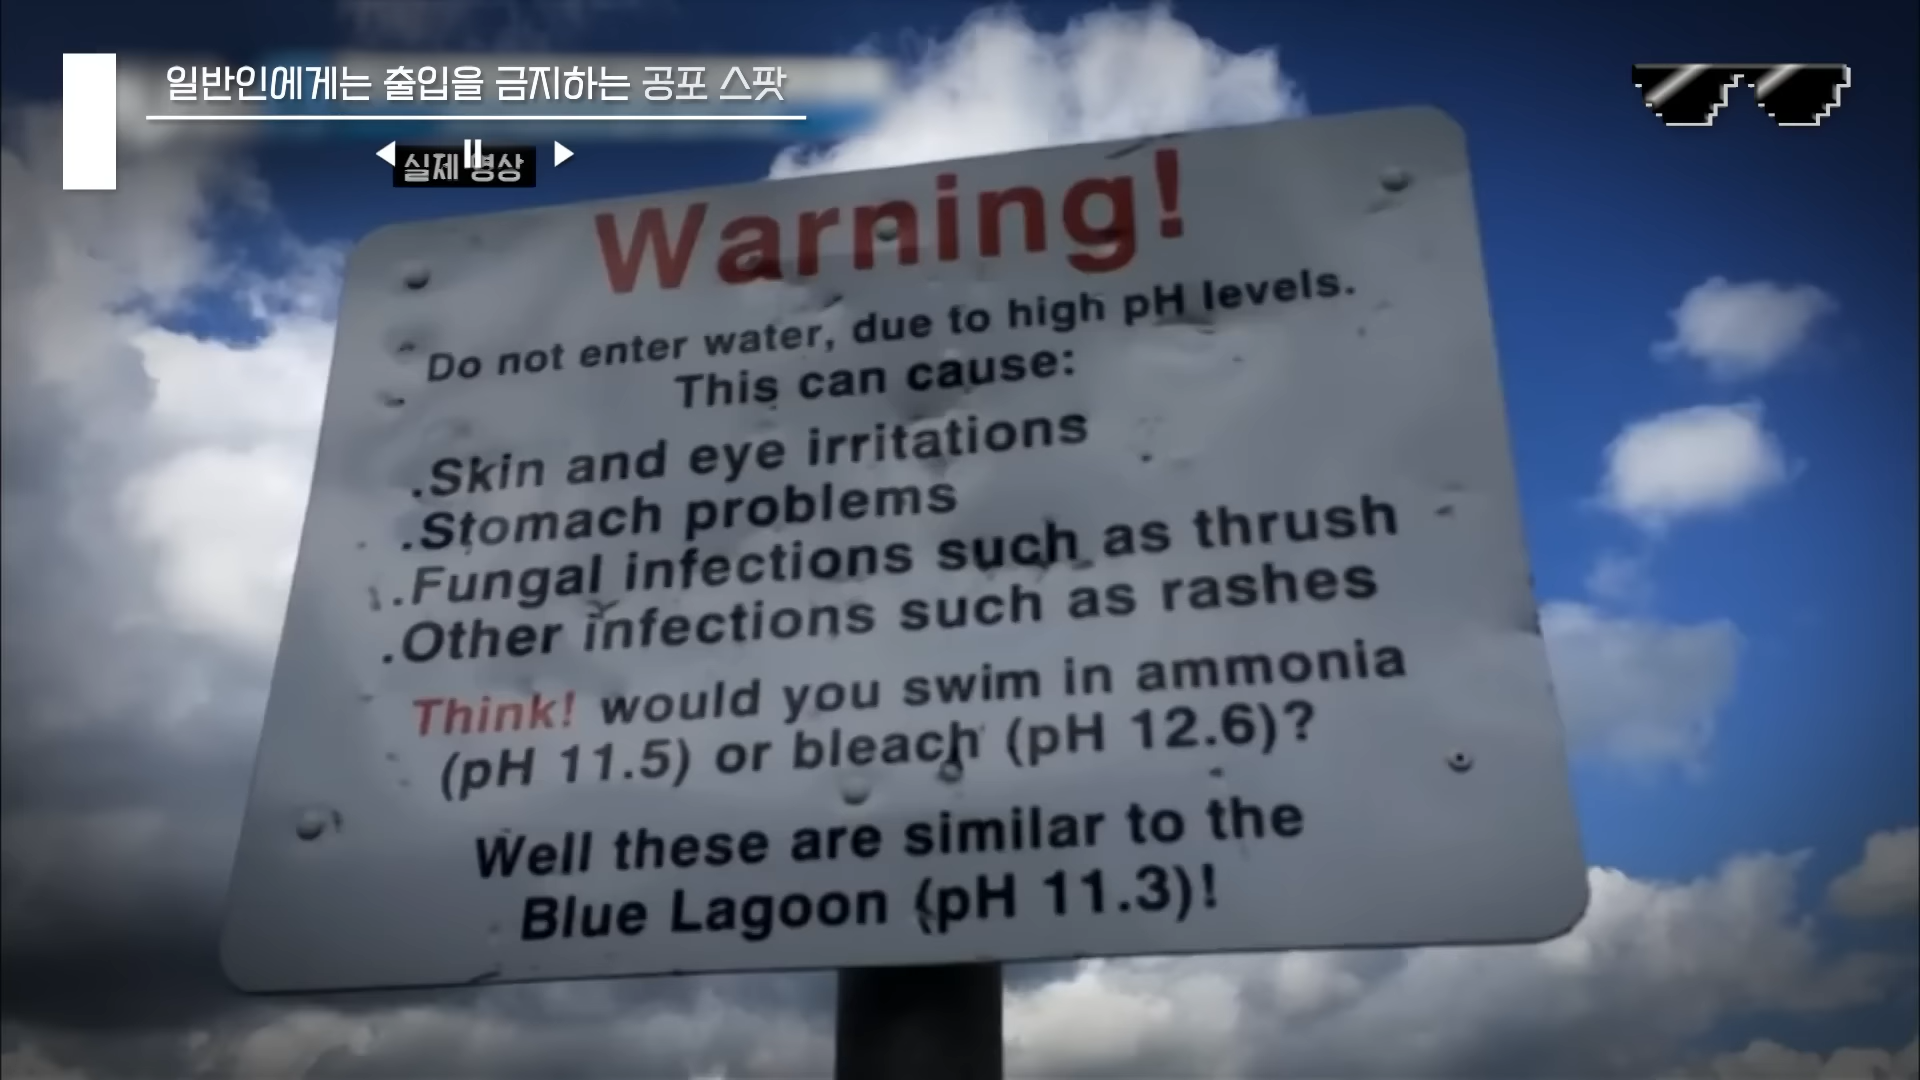 일반인에게는 출입을 금지하는 공포 스팟
실제 영상
Warning!
Do not enter water, due to high pH levels.
This can cause:
.Skin and eye irritations
.Stomach problems
.Fungal infections such as thrush
.Other infections such as rashes
Think! would you swim in ammonia
(pH 11.5) or bleach (pH 12.6)?
Well these are similar to the
Blue Lagoon (pH 11.3)!